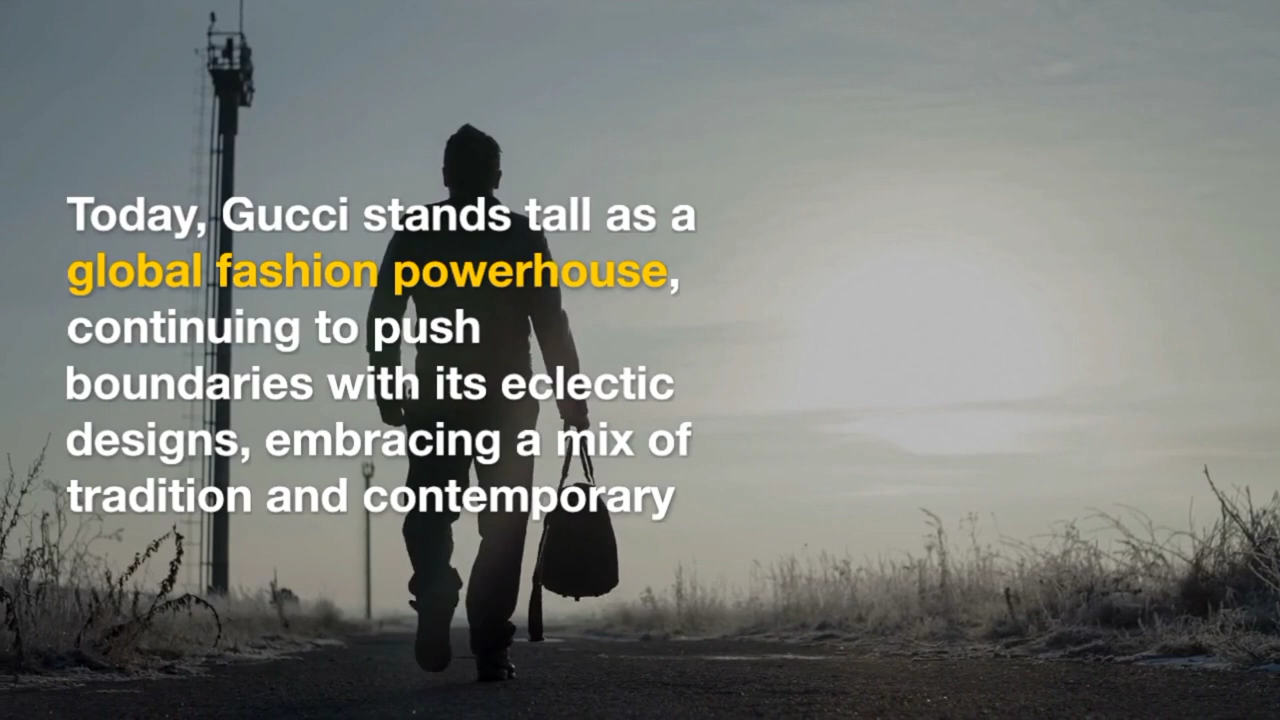 Today, Gucci stands tall as a
global fashion powerhouse,
continuing to push
boundaries with its eclectic
designs, embracing a mix of
tradition and contemporary